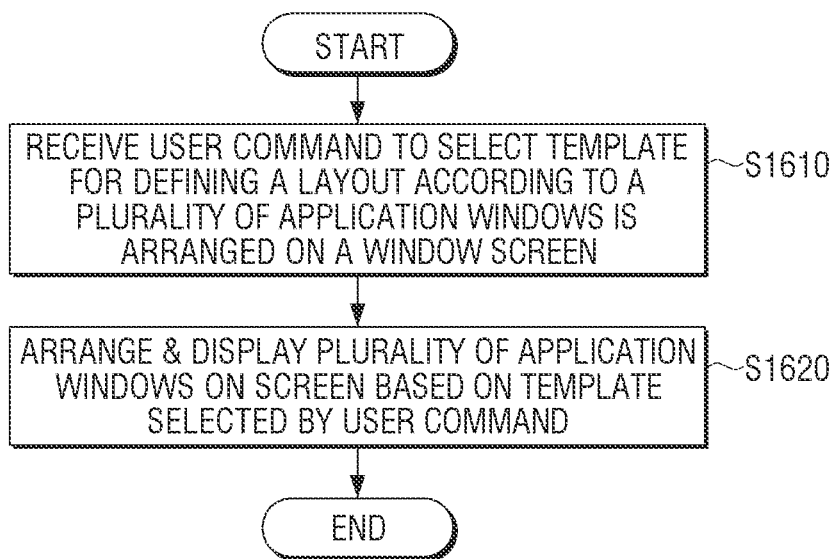 START
RECEIVE USER COMMAND TO SELECT TEMPLATE
FOR DEFINING A LAYOUT ACCORDING TO A
PLURALITY OF APPLICATION WINDOWS IS
ARRANGED ON A WINDOW SCREEN
S1610
ARRANGE & DISPLAY PLURALITY OF APPLICATION
WINDOWS ON SCREEN BASED ON TEMPLATE
SELECTED BY USER COMMAND
S1620
END